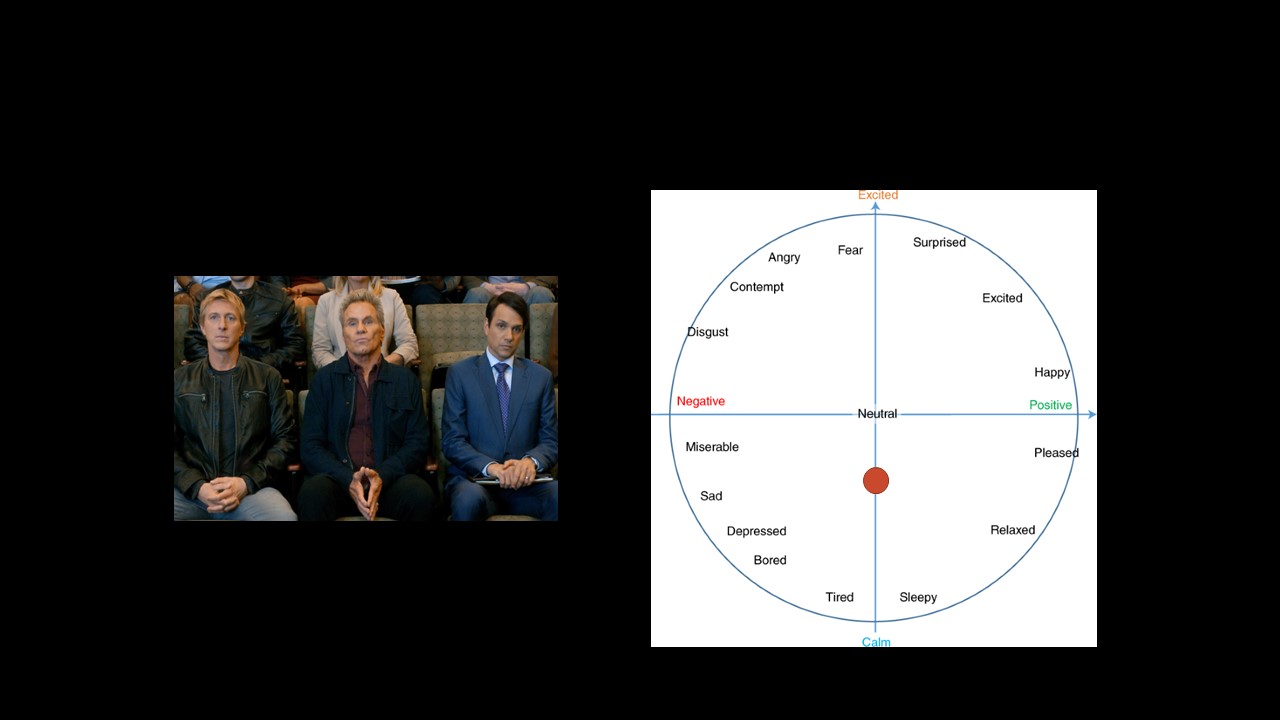 Excited
Surprised
Fear
Angry
Contempt
Excited
Disgust
Happy
Negative
Positive
Neutral
Miserable
Pleased
Sad
Depressed
Relaxed
Bored
Tired
Sleepy
Calm